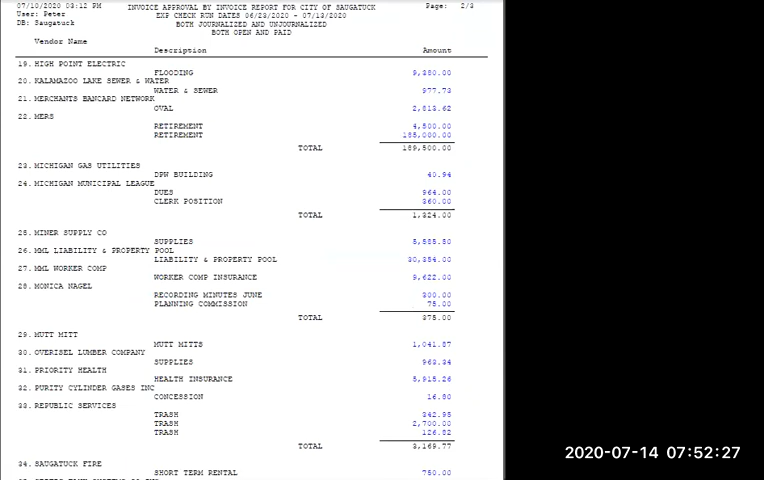 07/10/2020 03:12 PM INVOICE APPROVAL BY INVOICE REPORT FOR CITY OF SAUGATUCK Page: 2/3
User: Peter EXP CHECK RUN DATES 06/23/2020 - 07/13/2020
DB: Saugatuck BOTH JOURNALIZED AND UNJOURNALIZED
BOTH OPEN AND PAID
Vendor Name
Description Amount
19. HIGH POINT ELECTRIC
FLOODING 9,380.00
20. KALAMAZOO LAKE SEWER & WATER
WATER & SEWER 977.73
21. MERCHANTS BANCARD NETWORK
OVAL 2,813.62
22. MERS
RETIREMENT 4,500.00
RETIREMENT 185,000.00
TOTAL 189,500.00
23. MICHIGAN GAS UTILITIES
DPW BUILDING 40.94
24. MICHIGAN MUNICIPAL LEAGUE
DUES 964.00
CLERK POSITION 360.00
TOTAL 1,324.00
25. MINER SUPPLY CO
SUPPLIES 5,585.50
26. MML LIABILITY & PROPERTY POOL
LIABILITY & PROPERTY POOL 30,354.00
27. MML WORKER COMP
WORKER COMP INSURANCE 9,622.00
28. MONICA NAGEL
RECORDING MINUTES JUNE 300.00
PLANNING COMMISSION 75.00
TOTAL 375.00
29. MUTT MITT
MUTT MITTS 1,041.87
30. OVERISEL LUMBER COMPANY
SUPPLIES 963.34
31. PRIORITY HEALTH
HEALTH INSURANCE 5,915.26
32. PURITY CYLINDER GASES INC
CONCESSION 16.80
33. REPUBLIC SERVICES
TRASH 342.95
TRASH 2,700.00
TRASH 126.82
TOTAL 3,169.77
34. SAUGATUCK FIRE
SHORT TERM RENTAL 750.00
2020-07-14 07:52:27